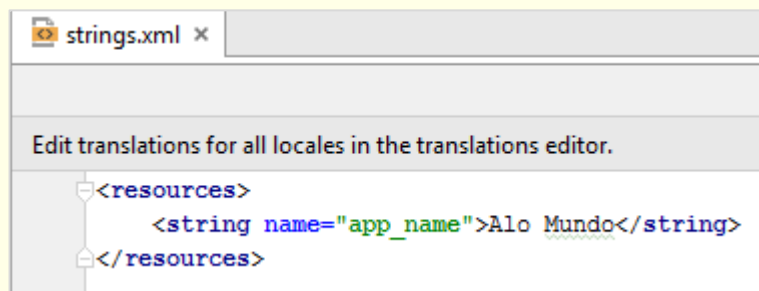 strings.xml ×
Edit translations for all locales in the translations editor.
<resources>
<string name="app_name">Alo Mundo</string>
</resources>